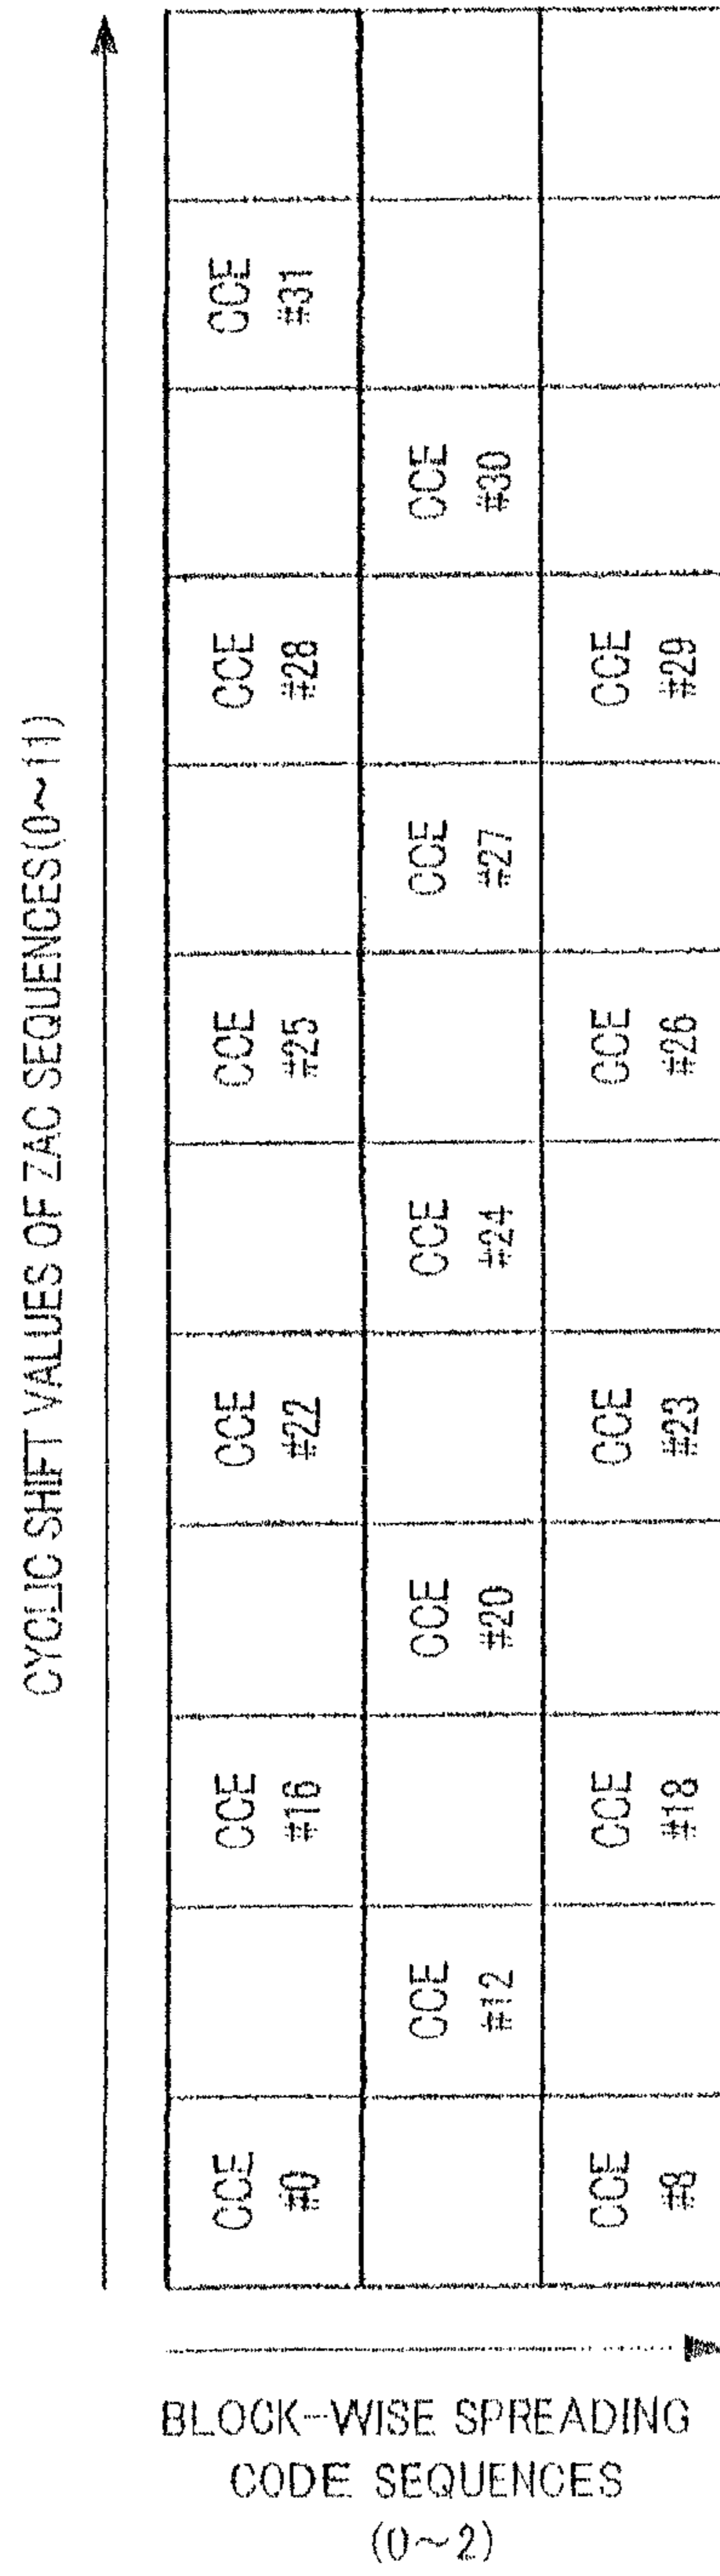 CYCLIC SHIFT VALUES OF ZAC SEQUENCES(0~11)
CCE
#31
CCE
#30
CCE
#28
CCE
#29
CCE
#27
CCE
#25
CCE
#26
CCE
#24
CCE
#22
CCE
#23
CCE
#20
CCE
#16
CCE
#18
CCE
#12
CCE
#0
CCE
#8
BLOCK-WISE SPREADING
CODE SEQUENCES
(0~2)